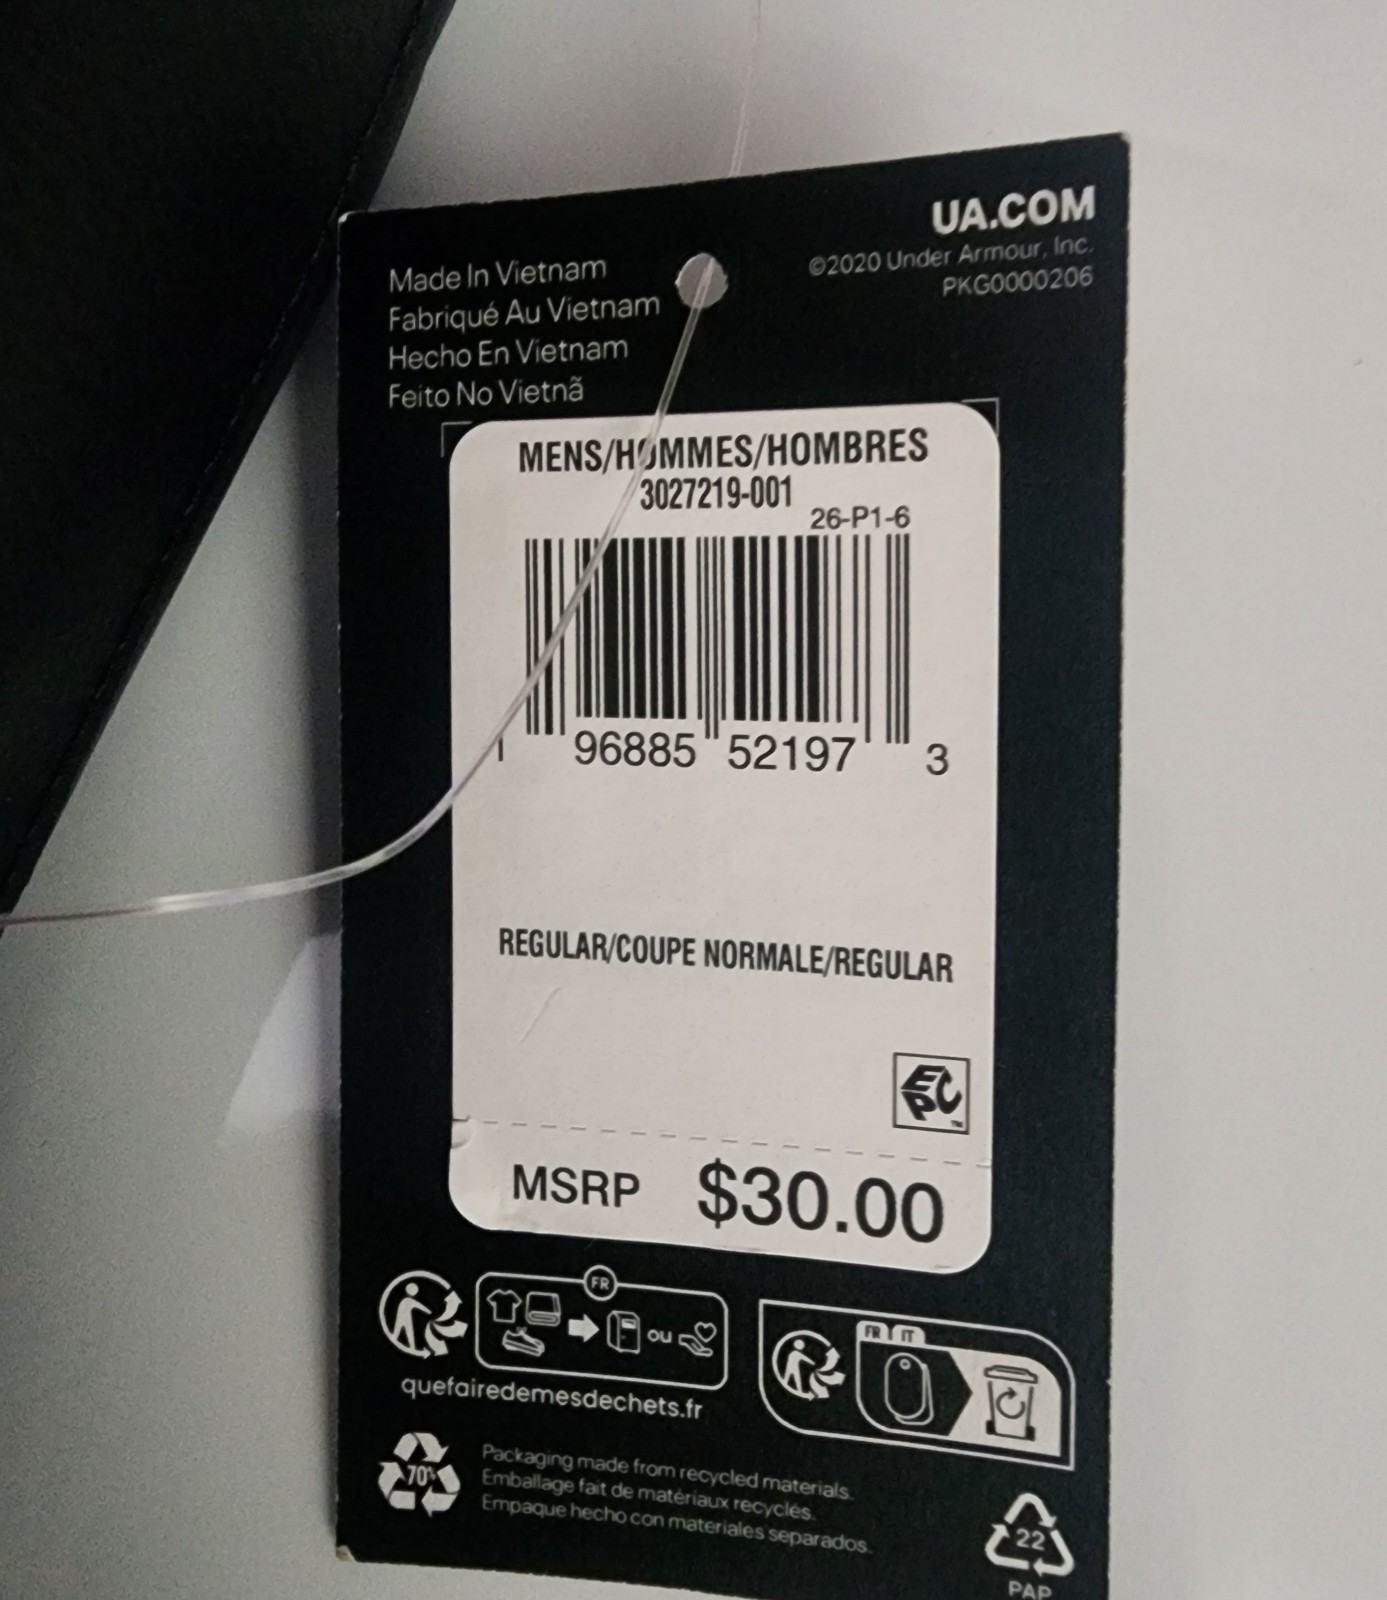 UA.COM
©2020 Under Armour, Inc.
PKG0000206
Made In Vietnam
Fabriqué Au Vietnam
Hecho En Vietnam
Feito No Vietnã
MENS/HOMMES/HOMBRES
3027219-001
26-P1-6
1 96885 52197 3
REGULAR/COUPE NORMALE/REGULAR
EPC
™
MSRP $30.00
FR
ou
quefairedemesdechets.fr
FR IT
70%
Packaging made from recycled materials.
Emballage fait de matériaux recyclés.
Empaque hecho con materiales separados.
22
PAP